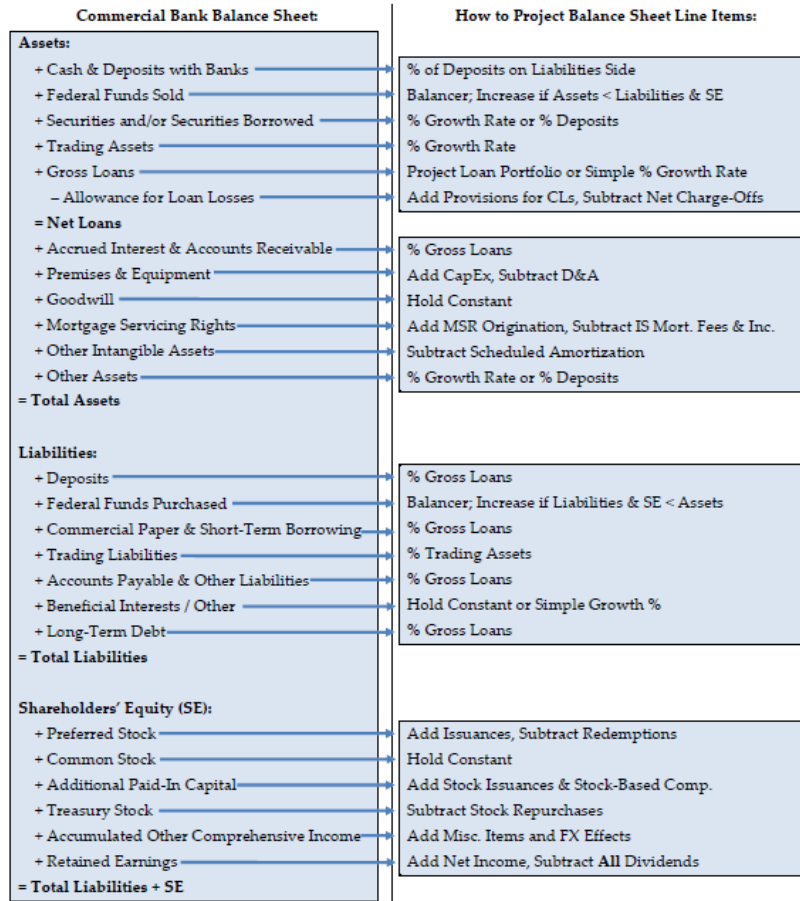 Commercial Bank Balance Sheet: How to Project Balance Sheet Line Items:
Assets:
+ Cash & Deposits with Banks % of Deposits on Liabilities Side
+ Federal Funds Sold Balancer; Increase if Assets < Liabilities & SE
+ Securities and/or Securities Borrowed % Growth Rate or % Deposits
+ Trading Assets % Growth Rate
+ Gross Loans Project Loan Portfolio or Simple % Growth Rate
– Allowance for Loan Losses Add Provisions for CLs, Subtract Net Charge-Offs
= Net Loans
+ Accrued Interest & Accounts Receivable % Gross Loans
+ Premises & Equipment Add CapEx, Subtract D&A
+ Goodwill Hold Constant
+ Mortgage Servicing Rights Add MSR Origination, Subtract IS Mort. Fees & Inc.
+ Other Intangible Assets Subtract Scheduled Amortization
+ Other Assets % Growth Rate or % Deposits
= Total Assets
Liabilities:
+ Deposits % Gross Loans
+ Federal Funds Purchased Balancer; Increase if Liabilities & SE < Assets
+ Commercial Paper & Short-Term Borrowing % Gross Loans
+ Trading Liabilities % Trading Assets
+ Accounts Payable & Other Liabilities % Gross Loans
+ Beneficial Interests / Other Hold Constant or Simple Growth %
+ Long-Term Debt % Gross Loans
= Total Liabilities
Shareholders' Equity (SE):
+ Preferred Stock Add Issuances, Subtract Redemptions
+ Common Stock Hold Constant
+ Additional Paid-In Capital Add Stock Issuances & Stock-Based Comp.
+ Treasury Stock Subtract Stock Repurchases
+ Accumulated Other Comprehensive Income Add Misc. Items and FX Effects
+ Retained Earnings Add Net Income, Subtract All Dividends
= Total Liabilities + SE